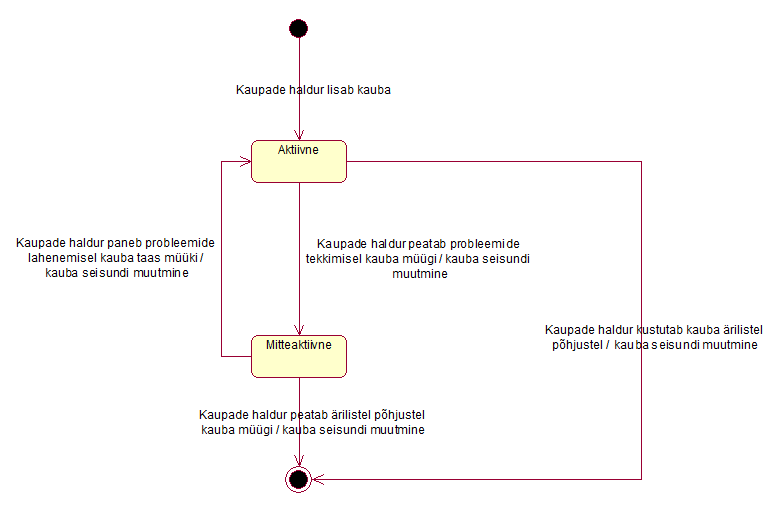 Kaupade haldur lisab kauba
Aktiivne
Kaupade haldur paneb probleemide
lahenemisel kauba taas müüki /
kauba seisundi muutmine
Kaupade haldur peatab probleemide
tekkimisel kauba müügi / kauba seisundi
muutmine
Kaupade haldur kustutab kauba ärilistel
põhjustel / kauba seisundi muutmine
Mitteaktiivne
Kaupade haldur peatab ärilistel põhjustel
kauba müügi / kauba seisundi muutmine